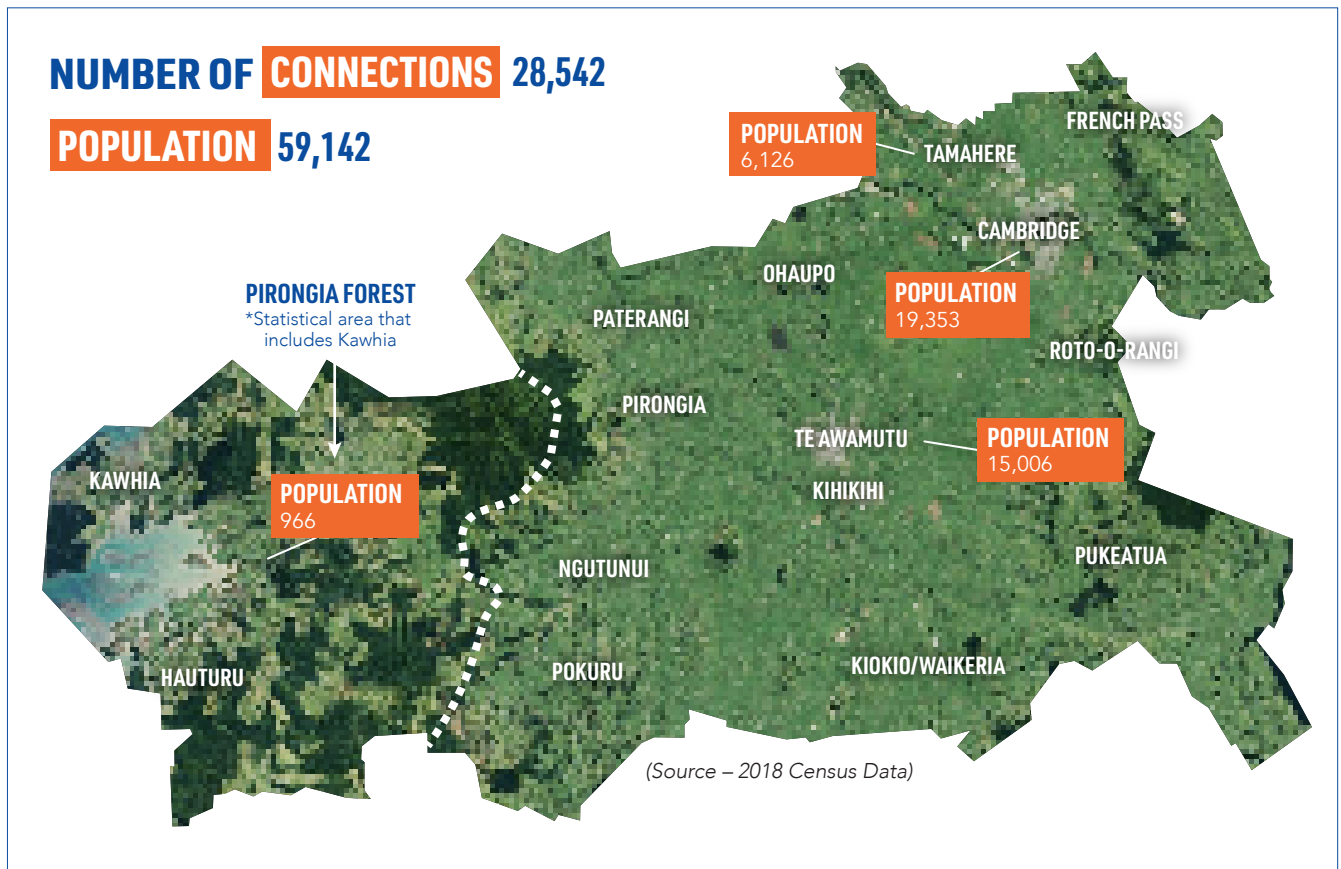 NUMBER OF CONNECTIONS 28,542
POPULATION 59,142
POPULATION
6,126
FRENCH PASS
TAMAHERE
CAMBRIDGE
OHAUPO
POPULATION
19,353
PIRONGIA FOREST
*Statistical area that
includes Kawhia
PATERANGI
ROTO-O-RANGI
PIRONGIA
TE AWAMUTU
POPULATION
15,006
KAWHIA
POPULATION
966
KIHIKIHI
NGUTUNUI
PUKEATUA
HAUTURU
POKURU
KIOKIO/WAIKERIA
(Source – 2018 Census Data)